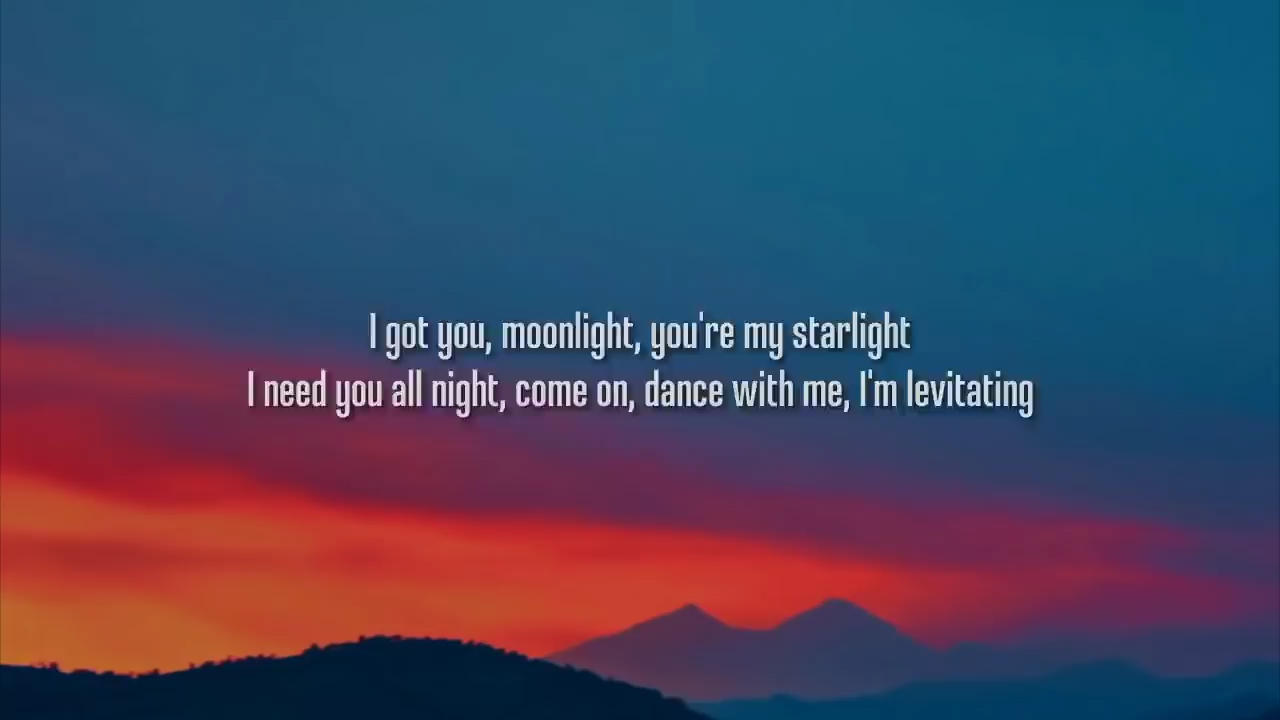 I got you, moonlight, you're my starlight
I need you all night, come on, dance with me, I'm levitating